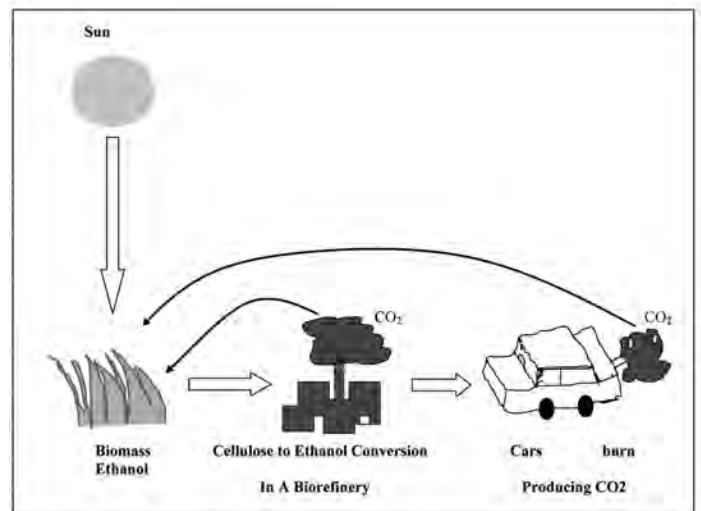 Sun
CO₂
CO₂
Biomass Cellulose to Ethanol Conversion Cars burn
Ethanol
In A Biorefinery Producing CO2